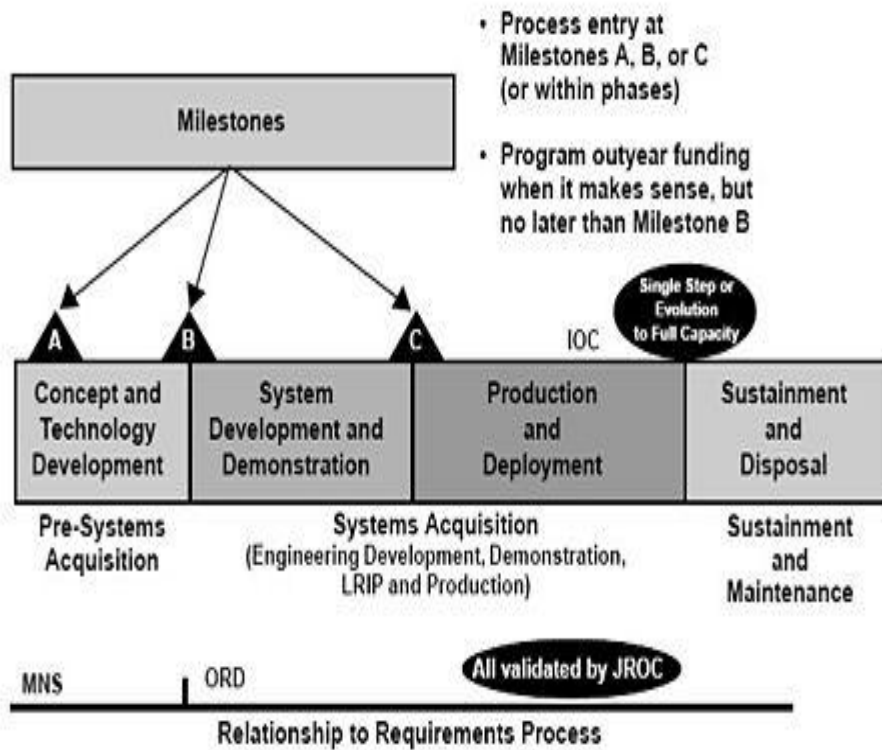 • Process entry at
Milestones A, B, or C
(or within phases)
• Program outyear funding
when it makes sense, but
no later than Milestone B
Milestones
Single Step or
Evolution
to Full Capacity
A
B
C
IOC
Concept and
Technology
Development
System
Development and
Demonstration
Production
and
Deployment
Sustainment
and
Disposal
Pre-Systems
Acquisition
Systems Acquisition
(Engineering Development, Demonstration,
LRIP and Production)
Sustainment
and
Maintenance
MNS
ORD
All validated by JROC
Relationship to Requirements Process